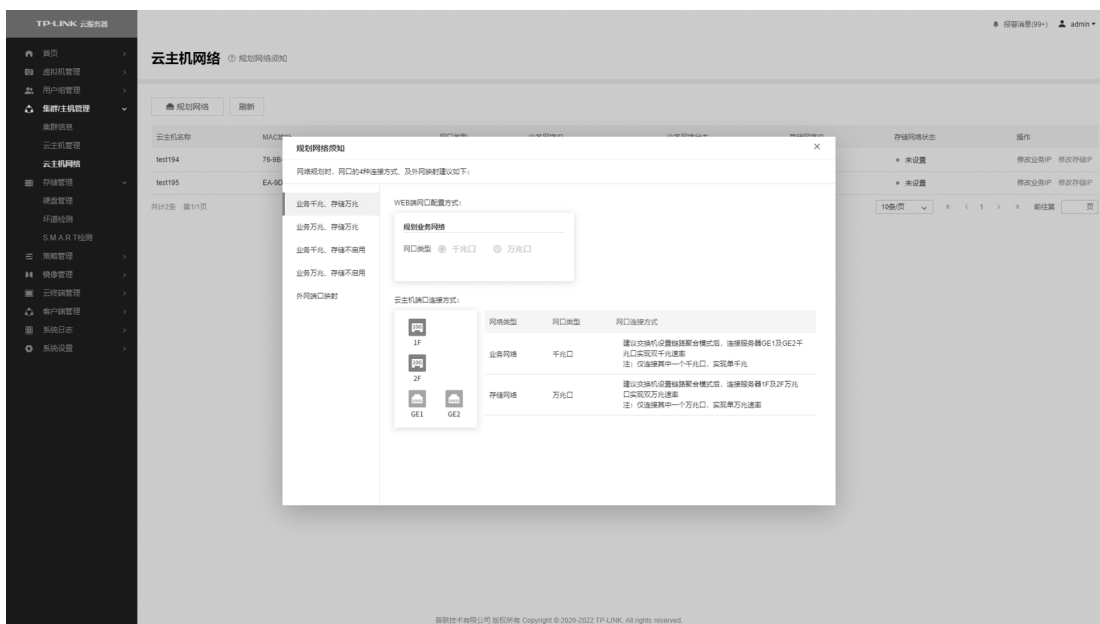 TP-LINK 云服务器
报警消息(99+) admin
首页
虚拟机管理
用户组管理
集群/主机管理
集群信息
云主机管理
云主机网络
存储管理
硬盘管理
坏道检测
S.M.A.R.T检测
策略管理
镜像管理
云终端管理
客户端管理
系统日志
系统设置
云主机网络 规划网络须知
规划网络 刷新
云主机名称 存储网络状态 操作
test194 76-9B 未设置 修改业务IP 修改存储IP
test195 EA-9D 未设置 修改业务IP 修改存储IP
共计2条 第1/1页 10条/页 1 前往第 页
规划网络须知
网络规划时，网口的4种连接方式、及外网映射建议如下：
业务千兆、存储万兆
业务万兆、存储万兆
业务千兆、存储不启用
业务万兆、存储不启用
外网端口映射
WEB端网口配置方式：
规划业务网络
网口类型 千兆口 万兆口
云主机端口连接方式：
1F
2F
GE1 GE2
网络类型 网口类型 网口连接方式
业务网络 千兆口 建议交换机设置链路聚合模式后，连接服务器GE1及GE2千
兆口实现双千兆速率
注：仅连接其中一个千兆口，实现单千兆
存储网络 万兆口 建议交换机设置链路聚合模式后，连接服务器1F及2F万兆
口实现双万兆速率
注：仅连接其中一个万兆口，实现单万兆速率
普联技术有限公司 版权所有 Copyright © 2020-2022 TP-LINK. All rights reserved.